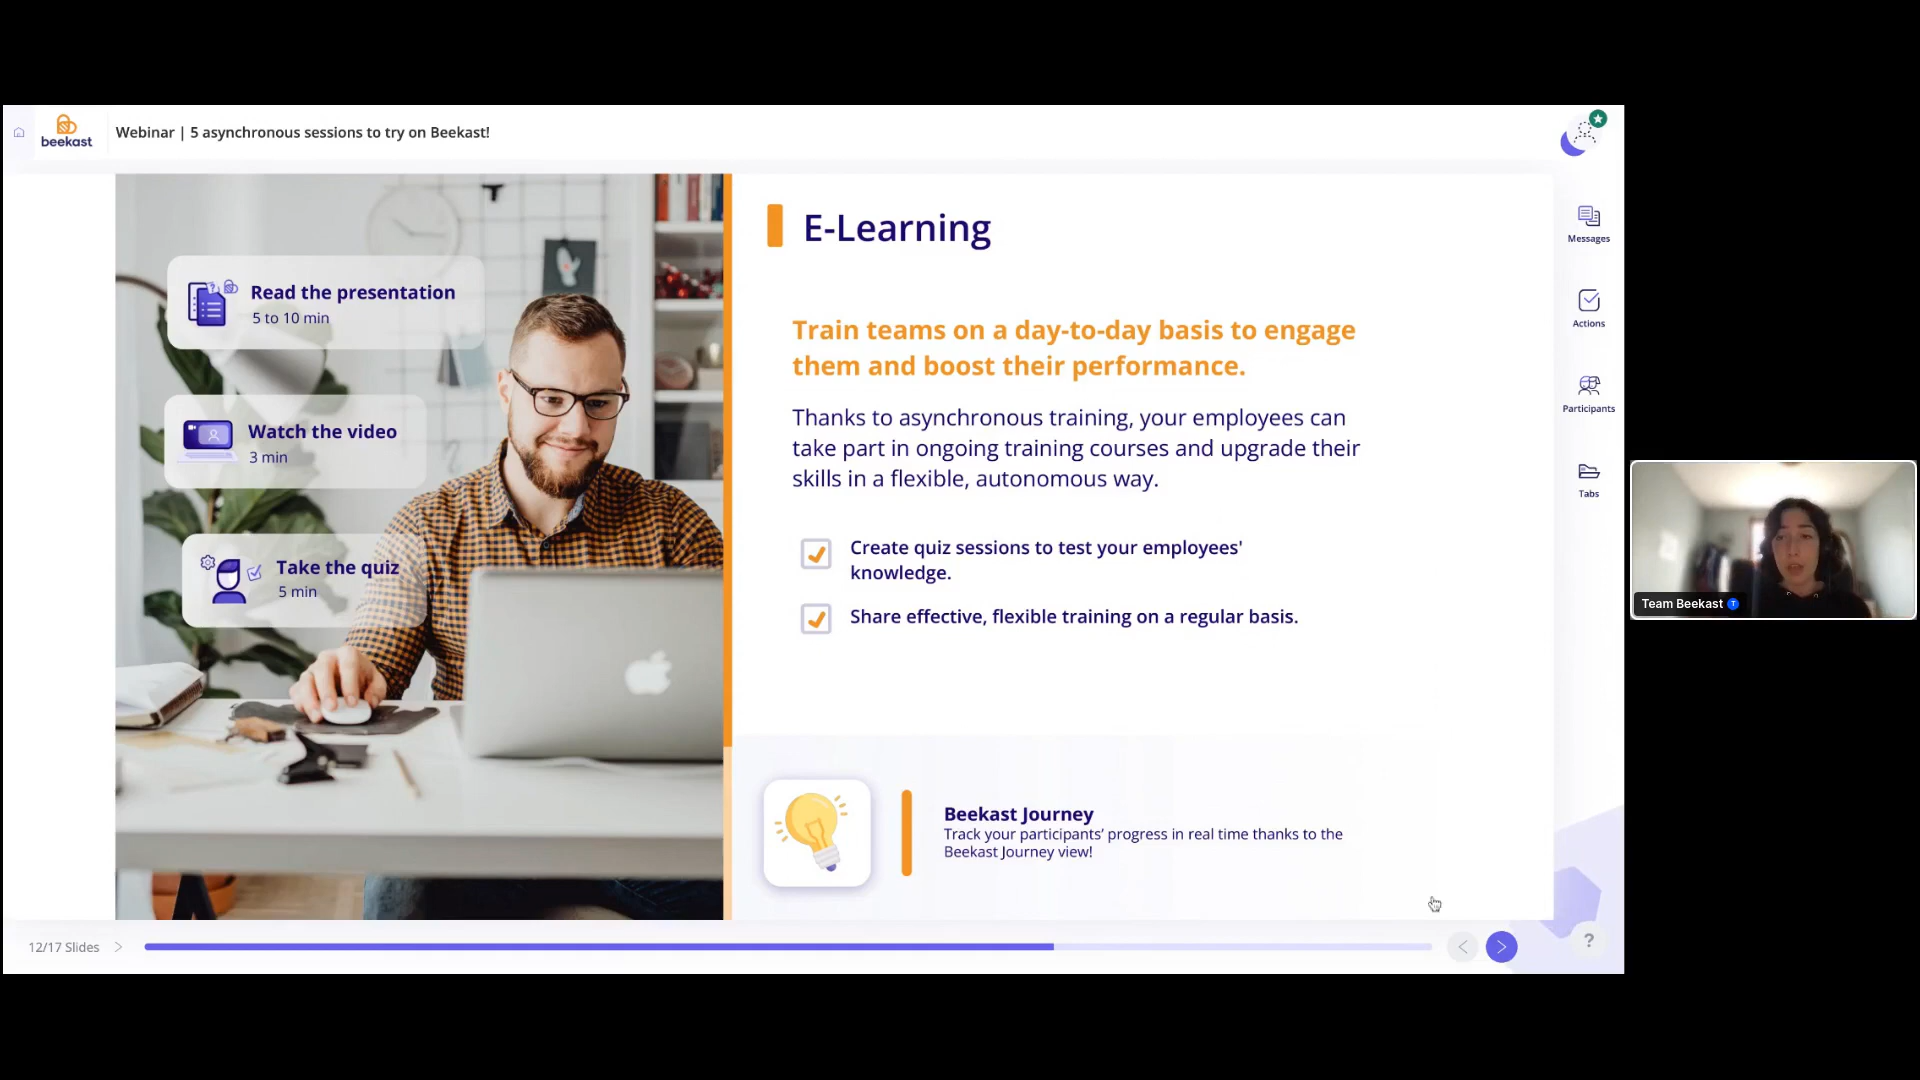 beekast
Webinar | 5 asynchronous sessions to try on Beekast!
Read the presentation
5 to 10 min
Watch the video
3 min
Take the quiz
5 min
E-Learning
Train teams on a day-to-day basis to engage
them and boost their performance.
Thanks to asynchronous training, your employees can
take part in ongoing training courses and upgrade their
skills in a flexible, autonomous way.
Create quiz sessions to test your employees'
knowledge.
Share effective, flexible training on a regular basis.
Beekast Journey
Track your participants’ progress in real time thanks to the
Beekast Journey view!
Messages
Actions
Participants
Tabs
Team Beekast T
12/17 Slides
?